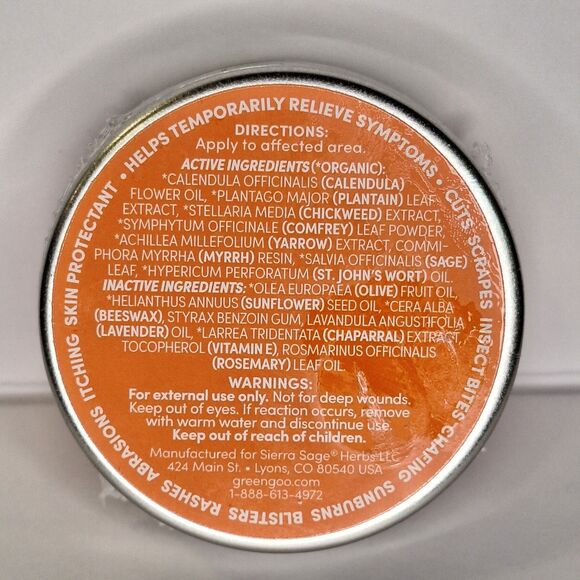 • HELPS TEMPORARILY RELIEVE SYMPTOMS • CUTS•SCRAPES INSECT BITES•CHAFING SUNBURNS BLISTERS RASHES ABRASIONS ITCHING SKIN PROTECTANT
DIRECTIONS:
Apply to affected area.
ACTIVE INGREDIENTS (*ORGANIC):
*CALENDULA OFFICINALIS (CALENDULA)
FLOWER OIL, *PLANTAGO MAJOR (PLANTAIN) LEAF
EXTRACT, *STELLARIA MEDIA (CHICKWEED) EXTRACT,
*SYMPHYTUM OFFICINALE (COMFREY) LEAF POWDER,
*ACHILLEA MILLEFOLIUM (YARROW) EXTRACT, COMMI-
PHORA MYRRHA (MYRRH) RESIN, *SALVIA OFFICINALIS (SAGE)
LEAF, *HYPERICUM PERFORATUM (ST. JOHN'S WORT) OIL.
INACTIVE INGREDIENTS: *OLEA EUROPAEA (OLIVE) FRUIT OIL,
*HELIANTHUS ANNUUS (SUNFLOWER) SEED OIL, *CERA ALBA
(BEESWAX), STYRAX BENZOIN GUM, LAVANDULA ANGUSTIFOLIA
(LAVENDER) OIL, *LARREA TRIDENTATA (CHAPARRAL) EXTRACT,
TOCOPHEROL (VITAMIN E), ROSMARINUS OFFICINALIS
(ROSEMARY) LEAF OIL.
WARNINGS:
For external use only. Not for deep wounds.
Keep out of eyes. If reaction occurs, remove
with warm water and discontinue use.
Keep out of reach of children.
Manufactured for Sierra Sage® Herbs LLC
424 Main St. • Lyons, CO 80540 USA
greengoo.com
1-888-613-4972